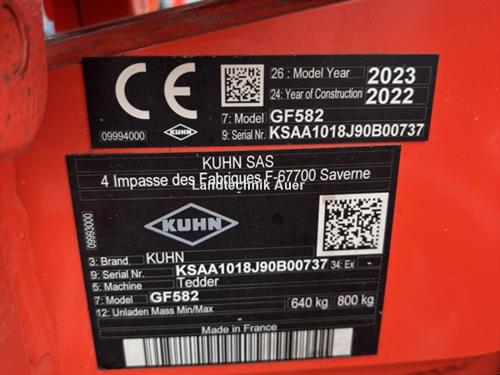 CE
26: Model Year 2023
24: Year of Construction 2022
7: Model GF582
09994000 KUHN 9: Serial Nr. KSAA1018J90B00737
KUHN SAS
4 Impasse des Fabriques F-67700 Saverne
Landtechnik Auer
09993000
KUHN
3: Brand KUHN
9: Serial Nr. KSAA1018J90B00737 34: Ex -
5: Machine Tedder
7: Model GF582
12: Unladen Mass Min/Max 640 kg 800 kg
Made in France